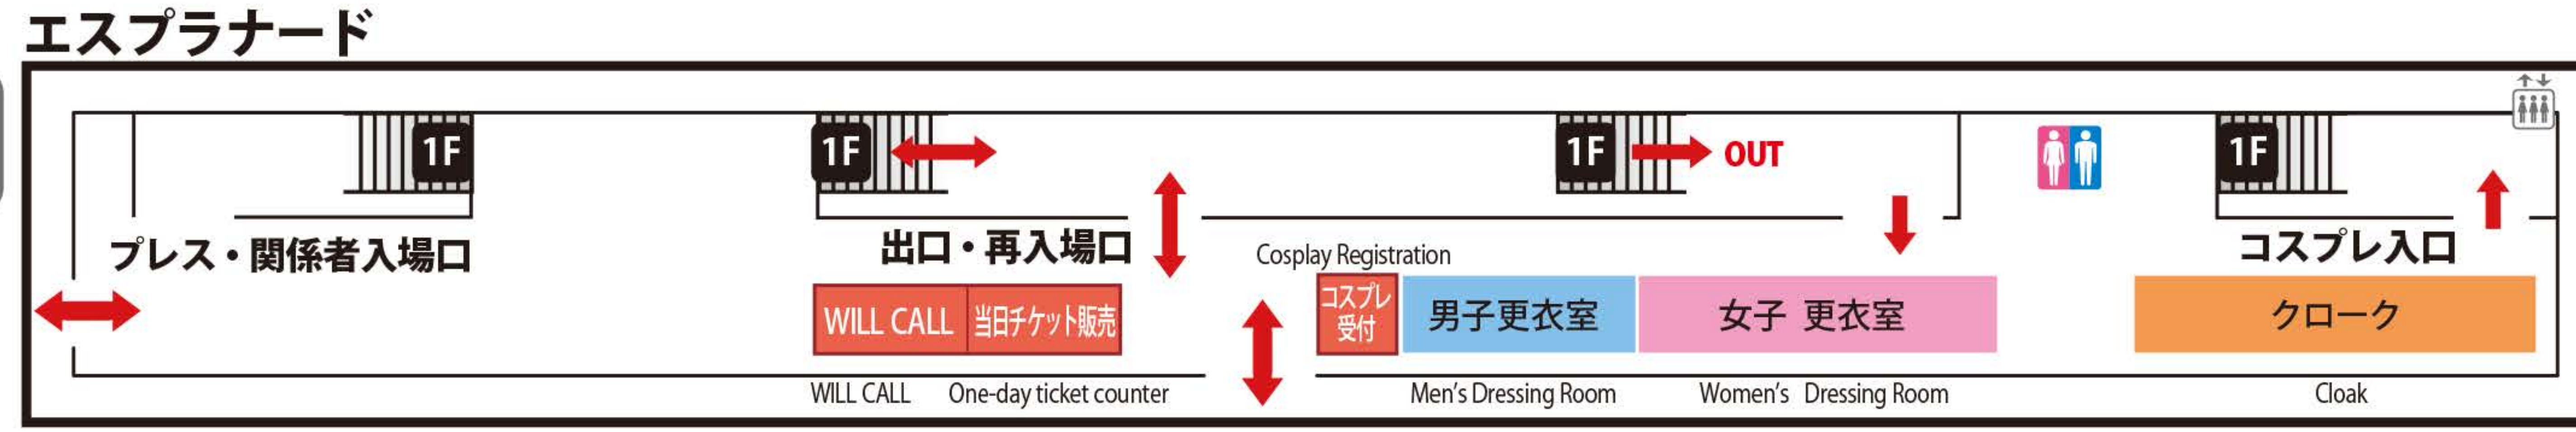 エスプラナード
1F
1F
1F
OUT
1F
プレス・関係者入場口
出口・再入場口
Cosplay Registration
コスプレ入口
WILL CALL
当日チケット販売
コスプレ
受付
男子更衣室
女子 更衣室
クローク
WILL CALL
One-day ticket counter
Men's Dressing Room
Women's Dressing Room
Cloak